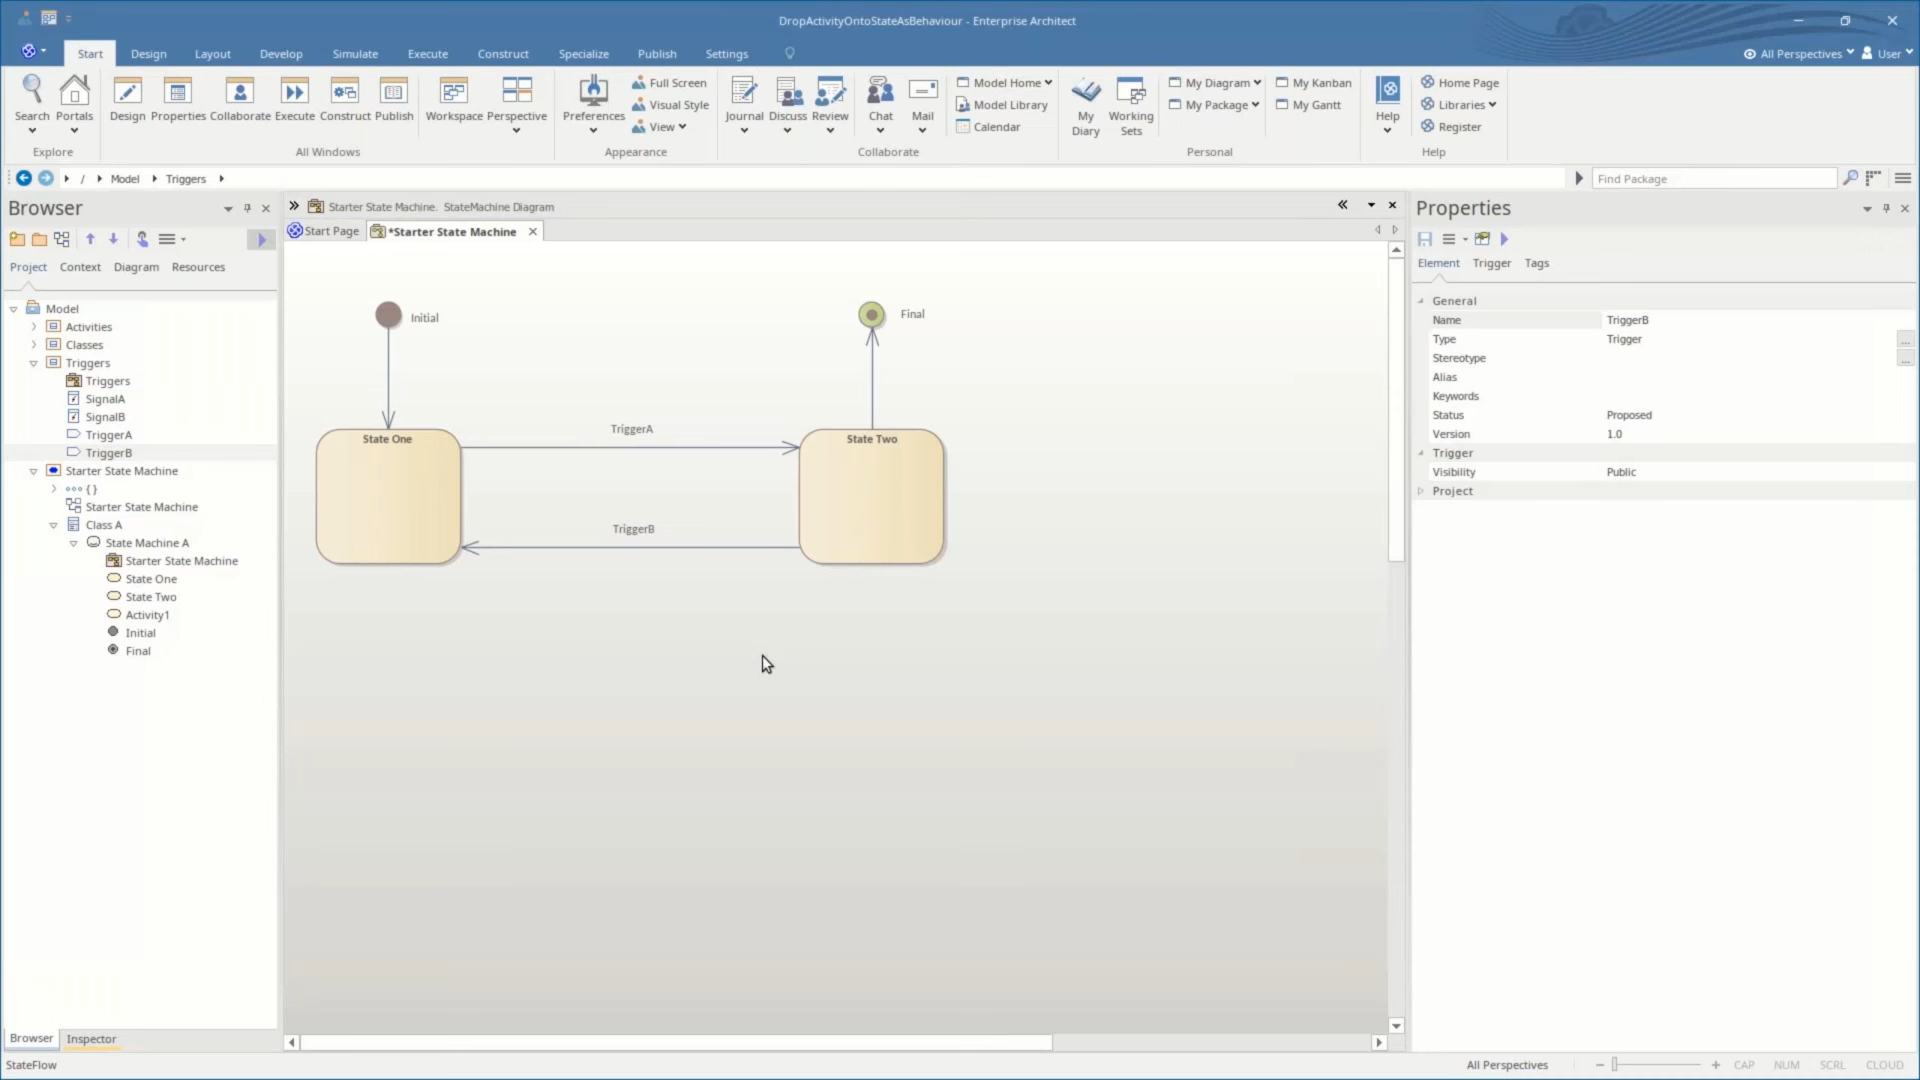 DropActivityOntoStateAsBehaviour - Enterprise Architect
Start Design Layout Develop Simulate Execute Construct Specialize Publish Settings
All Perspectives User
Search Portals
Explore
Design Properties Collaborate Execute Construct Publish
Workspace Perspective
All Windows
Preferences
Full Screen
Visual Style
View
Appearance
Journal Discuss Review Chat Mail
Model Home
Model Library
Calendar
Collaborate
My Diary
Working Sets
My Diagram
My Package
My Kanban
My Gantt
Personal
Help
Home Page
Libraries
Register
Help
/ Model Triggers
Find Package
Browser
Project Context Diagram Resources
Model
Activities
Classes
Triggers
Triggers
SignalA
SignalB
TriggerA
TriggerB
Starter State Machine
{ }
Starter State Machine
Class A
State Machine A
Starter State Machine
State One
State Two
Activity1
Initial
Final
Browser Inspector
Starter State Machine. StateMachine Diagram
Start Page *Starter State Machine
Initial
Final
State One
TriggerA
State Two
TriggerB
Properties
Element Trigger Tags
General
Name TriggerB
Type Trigger ...
Stereotype ...
Alias
Keywords
Status Proposed
Version 1.0
Trigger
Visibility Public
Project
StateFlow
All Perspectives CAP NUM SCRL CLOUD